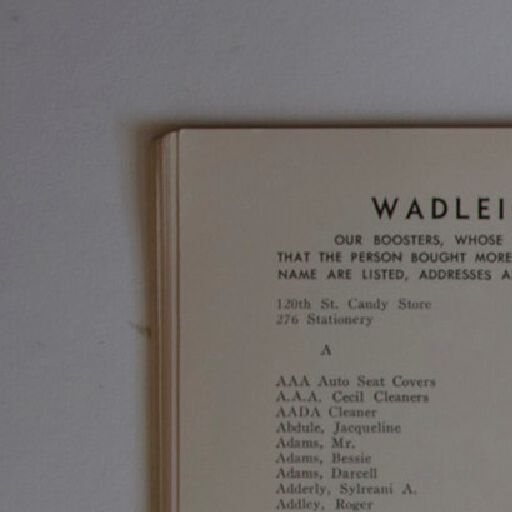 WADLEI
OUR BOOSTERS, WHOSE
THAT THE PERSON BOUGHT MORE
NAME ARE LISTED, ADDRESSES A
120th St. Candy Store
276 Stationery
A
AAA Auto Seat Covers
A.A.A. Cecil Cleaners
AADA Cleaner
Abdule, Jacqueline
Adams, Mr.
Adams, Bessie
Adams, Darcell
Adderly, Sylreani A.
Addley, Roger